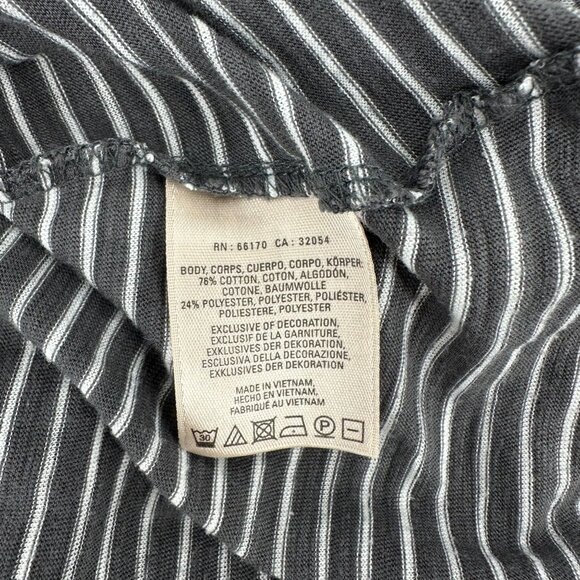 RN : 66170 CA : 32054
BODY, CORPS, CUERPO, CORPO, KÖRPER:
76% COTTON, COTON, ALGODÓN,
COTONE, BAUMWOLLE
24% POLYESTER, POLYESTER, POLIÉSTER,
POLIESTERE, POLYESTER
EXCLUSIVE OF DECORATION,
EXCLUSIF DE LA GARNITURE,
EXKLUSIVES DER DEKORATION,
ESCLUSIVA DELLA DECORAZIONE,
EXKLUSIVES DER DEKORATION
MADE IN VIETNAM,
HECHO EN VIETNAM,
FABRIQUÉ AU VIETNAM
30 P